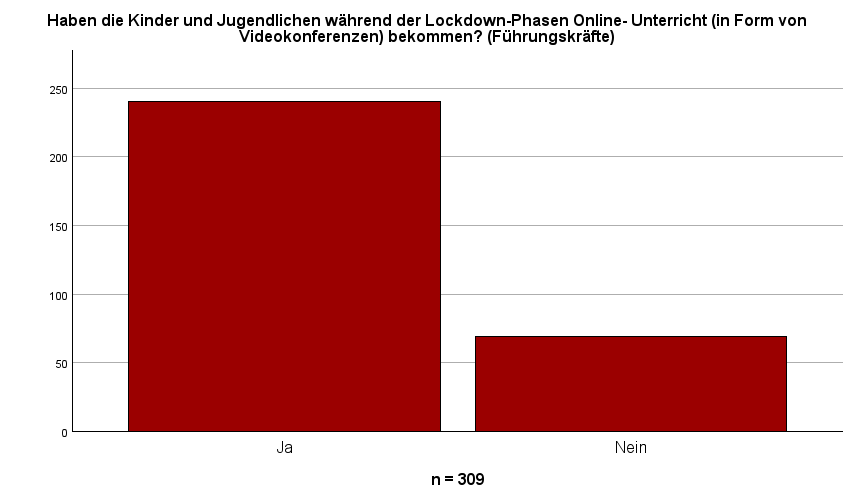 Haben die Kinder und Jugendlichen während der Lockdown-Phasen Online- Unterricht (in Form von
Videokonferenzen) bekommen? (Führungskräfte)
250
200
150
100
50
0
Ja
Nein
n = 309